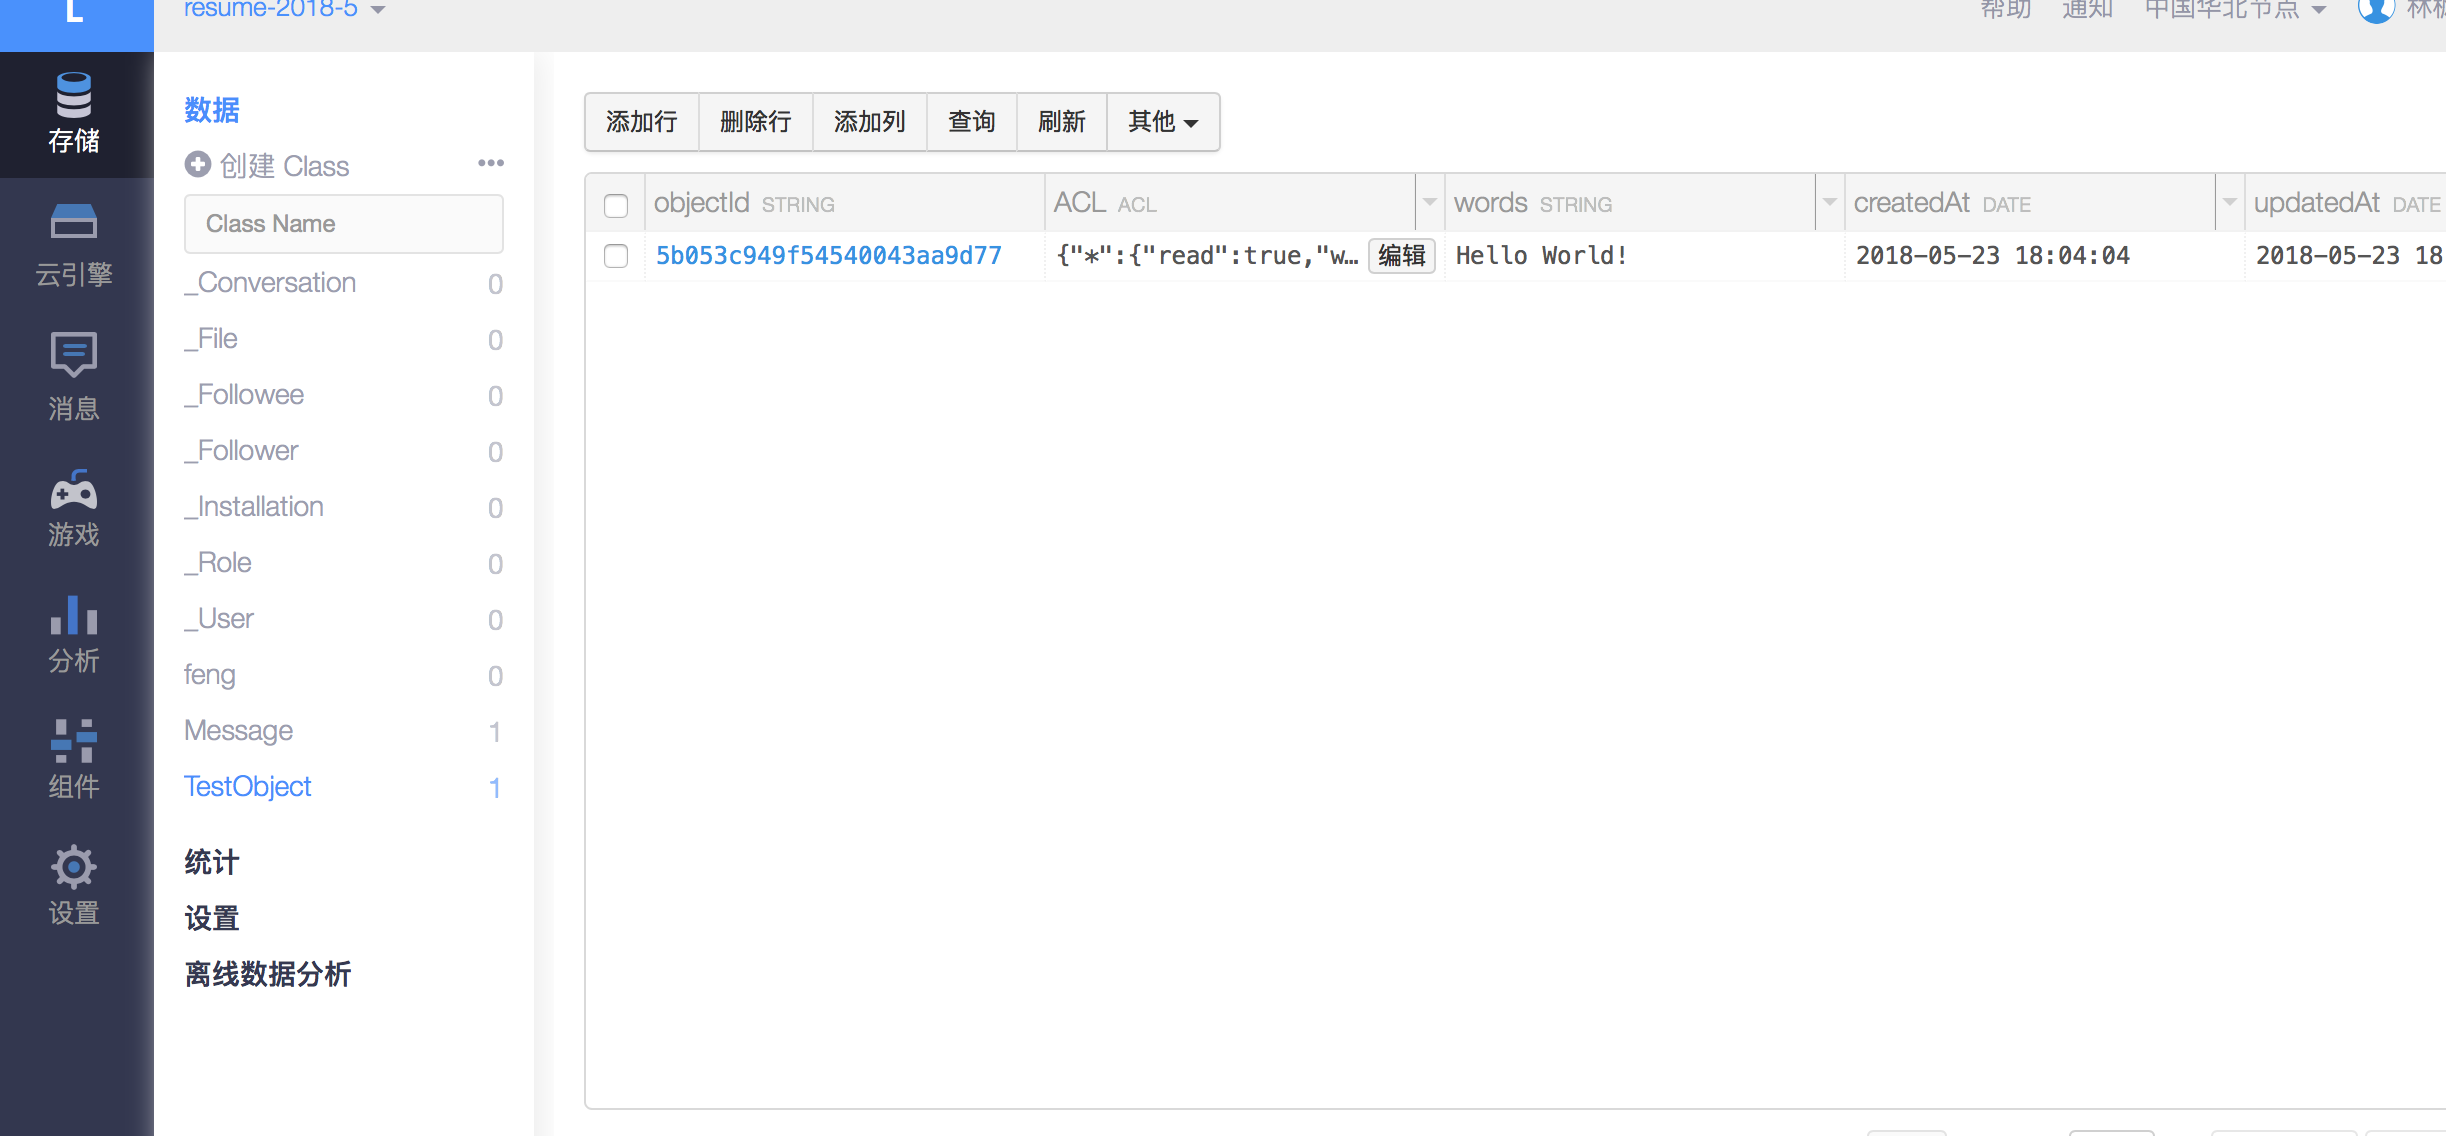 L
resume-2018-5
帮助 通知 中国华北节点
存储
云引擎
消息
游戏
分析
组件
设置
数据
创建 Class
Class Name
_Conversation 0
_File 0
_Followee 0
_Follower 0
_Installation 0
_Role 0
_User 0
feng 0
Message 1
TestObject 1
统计
设置
离线数据分析
添加行 删除行 添加列 查询 刷新 其他
objectId STRING ACL ACL words STRING createdAt DATE updatedAt DATE
5b053c949f54540043aa9d77 {"*":{"read":true,"w… 编辑 Hello World! 2018-05-23 18:04:04 2018-05-23 18